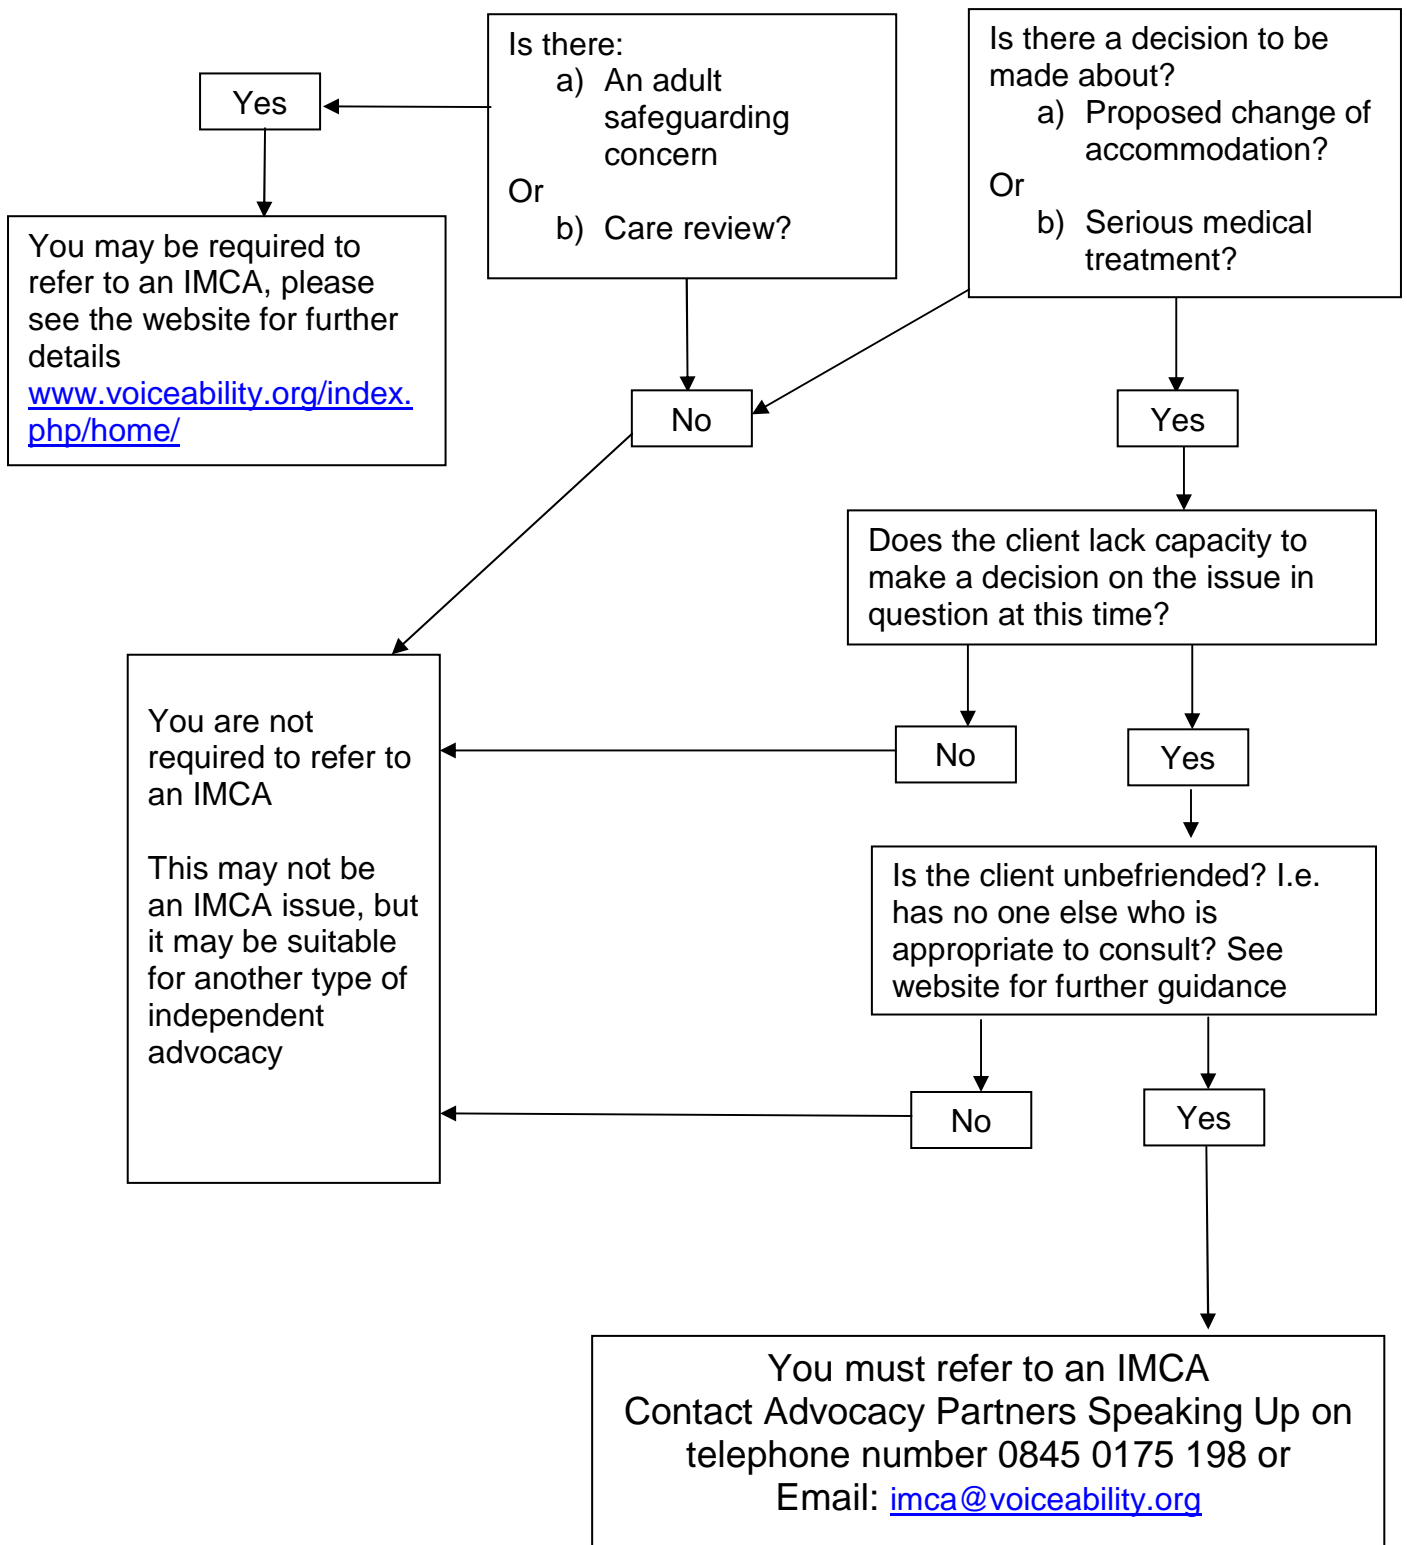 Is there:
a) An adult
safeguarding
concern
Or
b) Care review?
Is there a decision to be
made about?
a) Proposed change of
accommodation?
Or
b) Serious medical
treatment?
Yes
You may be required to
refer to an IMCA, please
see the website for further
details
www.voiceability.org/index.
php/home/
No
Yes
Does the client lack capacity to
make a decision on the issue in
question at this time?
You are not
required to refer to
an IMCA
This may not be
an IMCA issue, but
it may be suitable
for another type of
independent
advocacy
No
Yes
Is the client unbefriended? I.e.
has no one else who is
appropriate to consult? See
website for further guidance
No
Yes
You must refer to an IMCA
Contact Advocacy Partners Speaking Up on
telephone number 0845 0175 198 or
Email: imca@voiceability.org